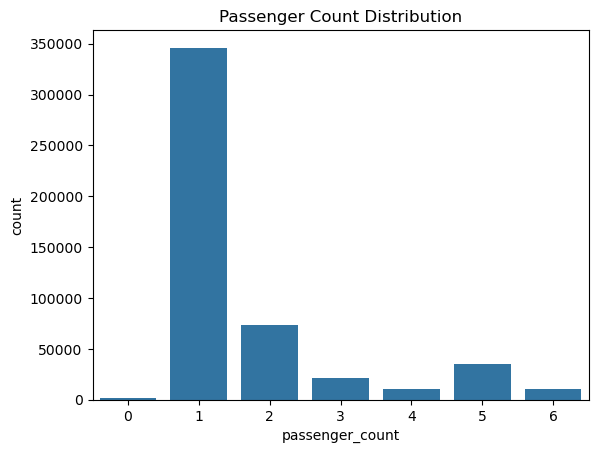 Passenger Count Distribution
350000
300000
250000
200000
150000
100000
50000
0
count
0 1 2 3 4 5 6
passenger_count